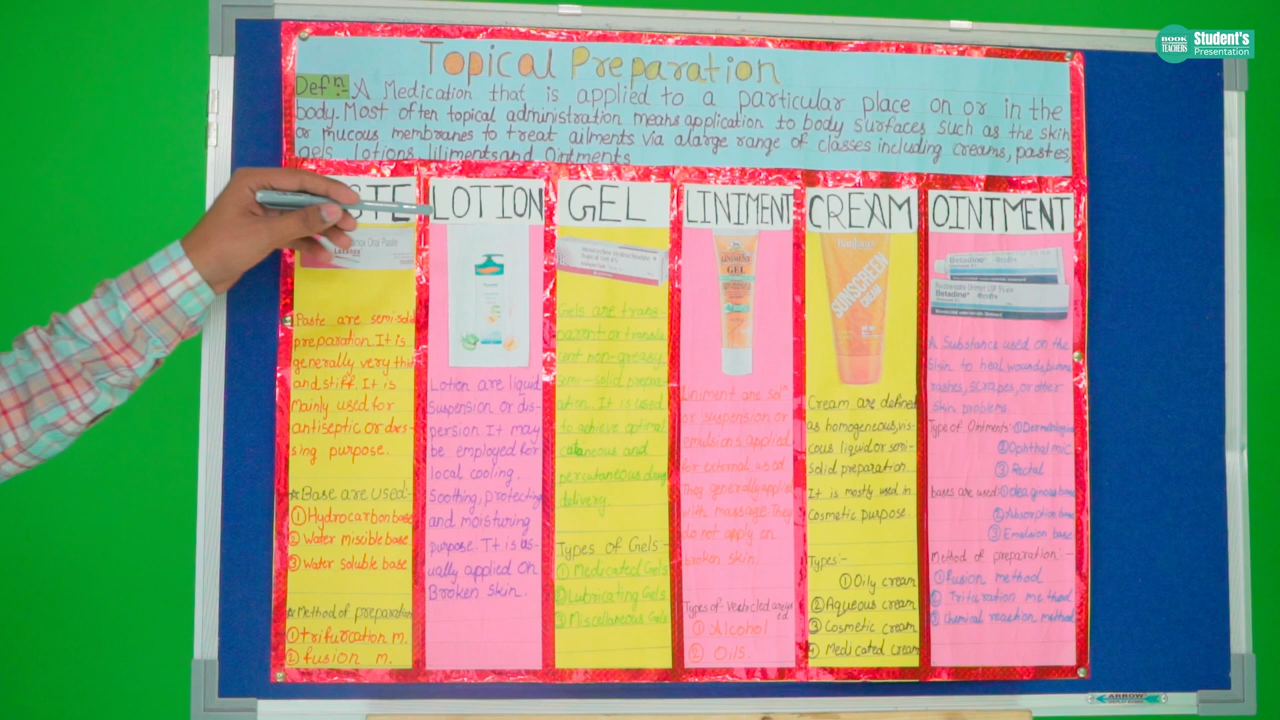 BOOK
TEACHERS
Student's
Presentation
Topical Preparation
Defⁿ:- A Medication that is applied to a particular place on or in the
body. Most often topical administration means application to body surfaces such as the skin
or mucous membranes to treat ailments via a large range of classes including creams, pastes,
gels, lotions, liliments and Ointments
STE
Oral Paste
Paste are semi-solid
preparation. It is
generally very thi
and stiff. It is
Mainly used for
antiseptic or dres-
sing purpose.
Base are used:-
① Hydrocarbon base
② Water miscible base
③ Water soluble base
Method of preparation
① trifurcation m.
② fusion m.
LOTION
Lotion are liquid
Suspension or dis-
persion It may
be employed for
local cooling.
Soothing, protecting
and moisturing
purpose. It is us-
ually applied on
Broken Skin.
GEL
Gels are trans-
parent or translu
cent non-greasy
Semi-solid prepar-
ation. It is used
to achieve optimal
cutaneous and
percutaneous drug
delivery.
Types of Gels:-
① Medicated Gels
② Lubricating Gels
③ Miscellaneous Gels
LINIMENT
LINIMENT
GEL
Liniment are solⁿ
or suspension or
emulsions applied
for external used
They generally applied
with massage. They
do not apply on
broken skin.
Types of
① Alcohol
② Oils.
CREAM
SUNSCREEN
CREAM
Cream are defined
as homogeneous, vis-
cous liquid or semi-
Solid preparation.
It is mostly used in
Cosmetic purpose.
Types:-
① Oily cream
② Aqueous cream
③ Cosmetic cream
④ Medicated cream
OINTMENT
Betadine
Betadine
A Substance used on the
Skin to heal wounds, burns
rashes, scrapes, or other
skin problems.
Type of Ointments: ①
② Ophthelmic
③ Rectal
bases are used: ① oleaginous base
② Absorption base
③ Emulsion base
Method of preparation:-
① fusion method
② Trituration method
③ Chemical reaction method
ARROW